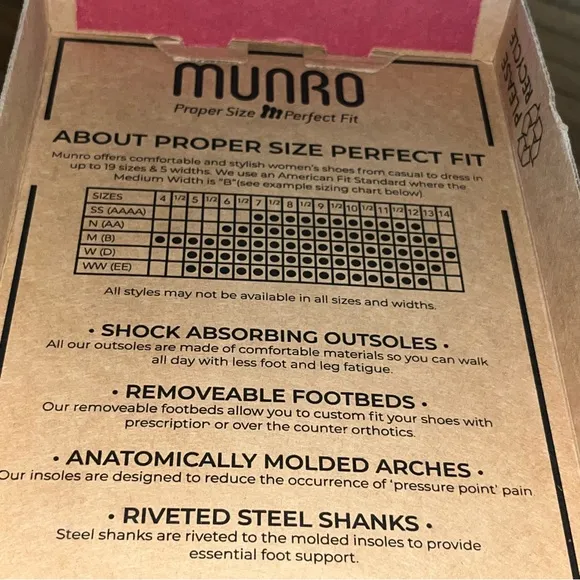 MUNRO
Proper Size Perfect Fit
ABOUT PROPER SIZE PERFECT FIT
Munro offers comfortable and stylish women's shoes from casual to dress in
up to 19 sizes & 5 widths. We use an American Fit Standard where the
Medium Width is "B"(see example sizing chart below)
SIZES 4 1/2 5 1/2 6 1/2 7 1/2 8 1/2 9 1/2 10 1/2 11 1/2 12 13 14
SS (AAAA)
N (AA)
M (B)
W (D)
WW (EE)
All styles may not be available in all sizes and widths.
• SHOCK ABSORBING OUTSOLES •
All our outsoles are made of comfortable materials so you can walk
all day with less foot and leg fatigue.
• REMOVEABLE FOOTBEDS •
Our removeable footbeds allow you to custom fit your shoes with
prescription or over the counter orthotics.
• ANATOMICALLY MOLDED ARCHES •
Our insoles are designed to reduce the occurrence of 'pressure point' pain
• RIVETED STEEL SHANKS •
Steel shanks are riveted to the molded insoles to provide
essential foot support.
PLEASE
RECYCLE